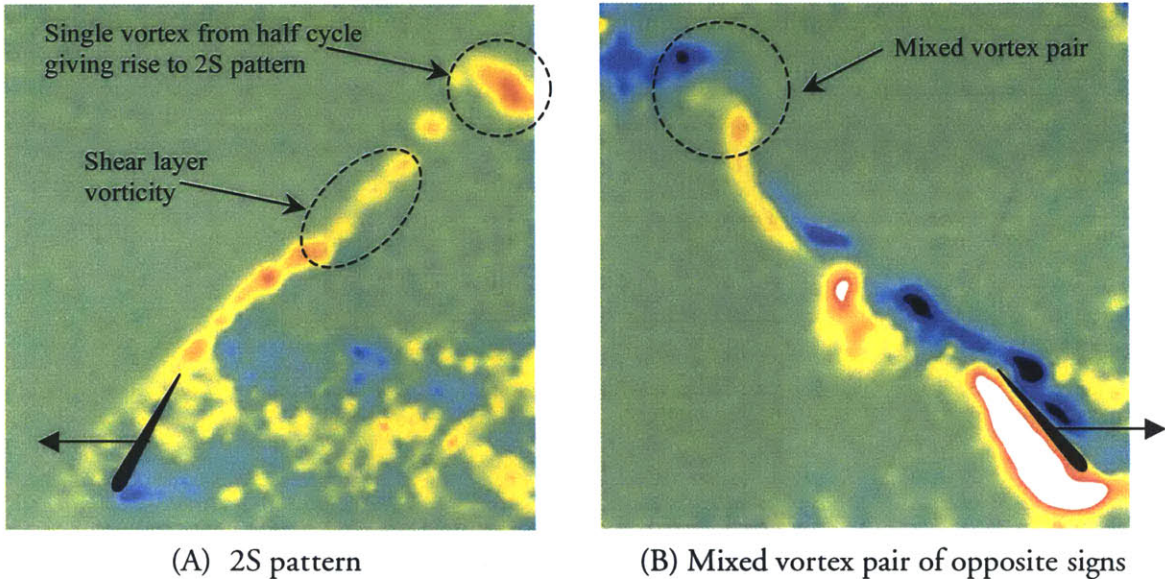 Single vortex from half cycle
giving rise to 2S pattern
Shear layer
vorticity
Mixed vortex pair
(A) 2S pattern
(B) Mixed vortex pair of opposite signs